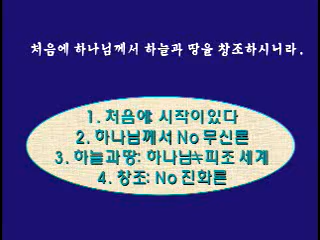 처음에 하나님께서 하늘과 땅을 창조하시니라.
1. 처음에: 시작이있다
2. 하나님께서 No 무신론
3. 하늘과땅: 하나님≠피조 세계
4. 창조: No 진화론